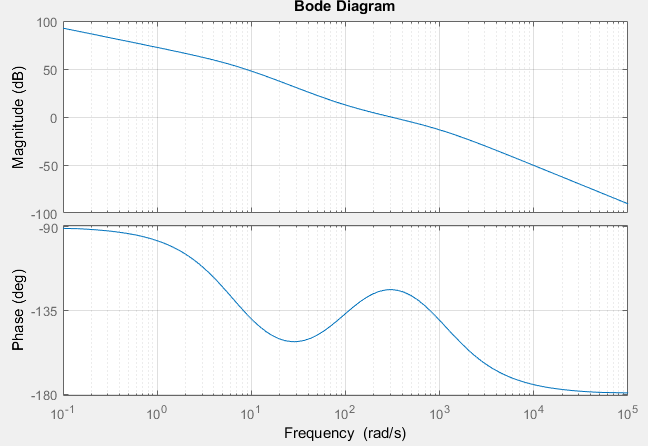 Bode Diagram
Magnitude (dB)
100
50
0
-50
-100
Phase (deg)
-90
-135
-180
10^-1 10^0 10^1 10^2 10^3 10^4 10^5
Frequency (rad/s)